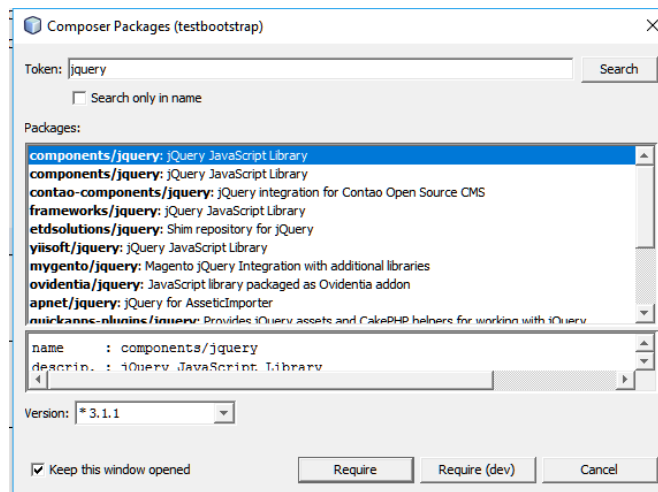 Composer Packages (testbootstrap)
Token: jquery Search
Search only in name
Packages:
components/jquery: jQuery JavaScript Library
components/jquery: jQuery JavaScript Library
contao-components/jquery: jQuery integration for Contao Open Source CMS
frameworks/jquery: jQuery JavaScript Library
etdsolutions/jquery: Shim repository for jQuery
yiisoft/jquery: jQuery JavaScript Library
mygento/jquery: Magento jQuery Integration with additional libraries
ovidentia/jquery: JavaScript library packaged as Ovidentia addon
apnet/jquery: jQuery for AsseticImporter
quickapps-plugins/jquery: Provides jQuery assets and CakePHP helpers for working with jQuery
name : components/jquery
descrip. : jQuery JavaScript Library
Version: * 3.1.1
Keep this window opened Require Require (dev) Cancel